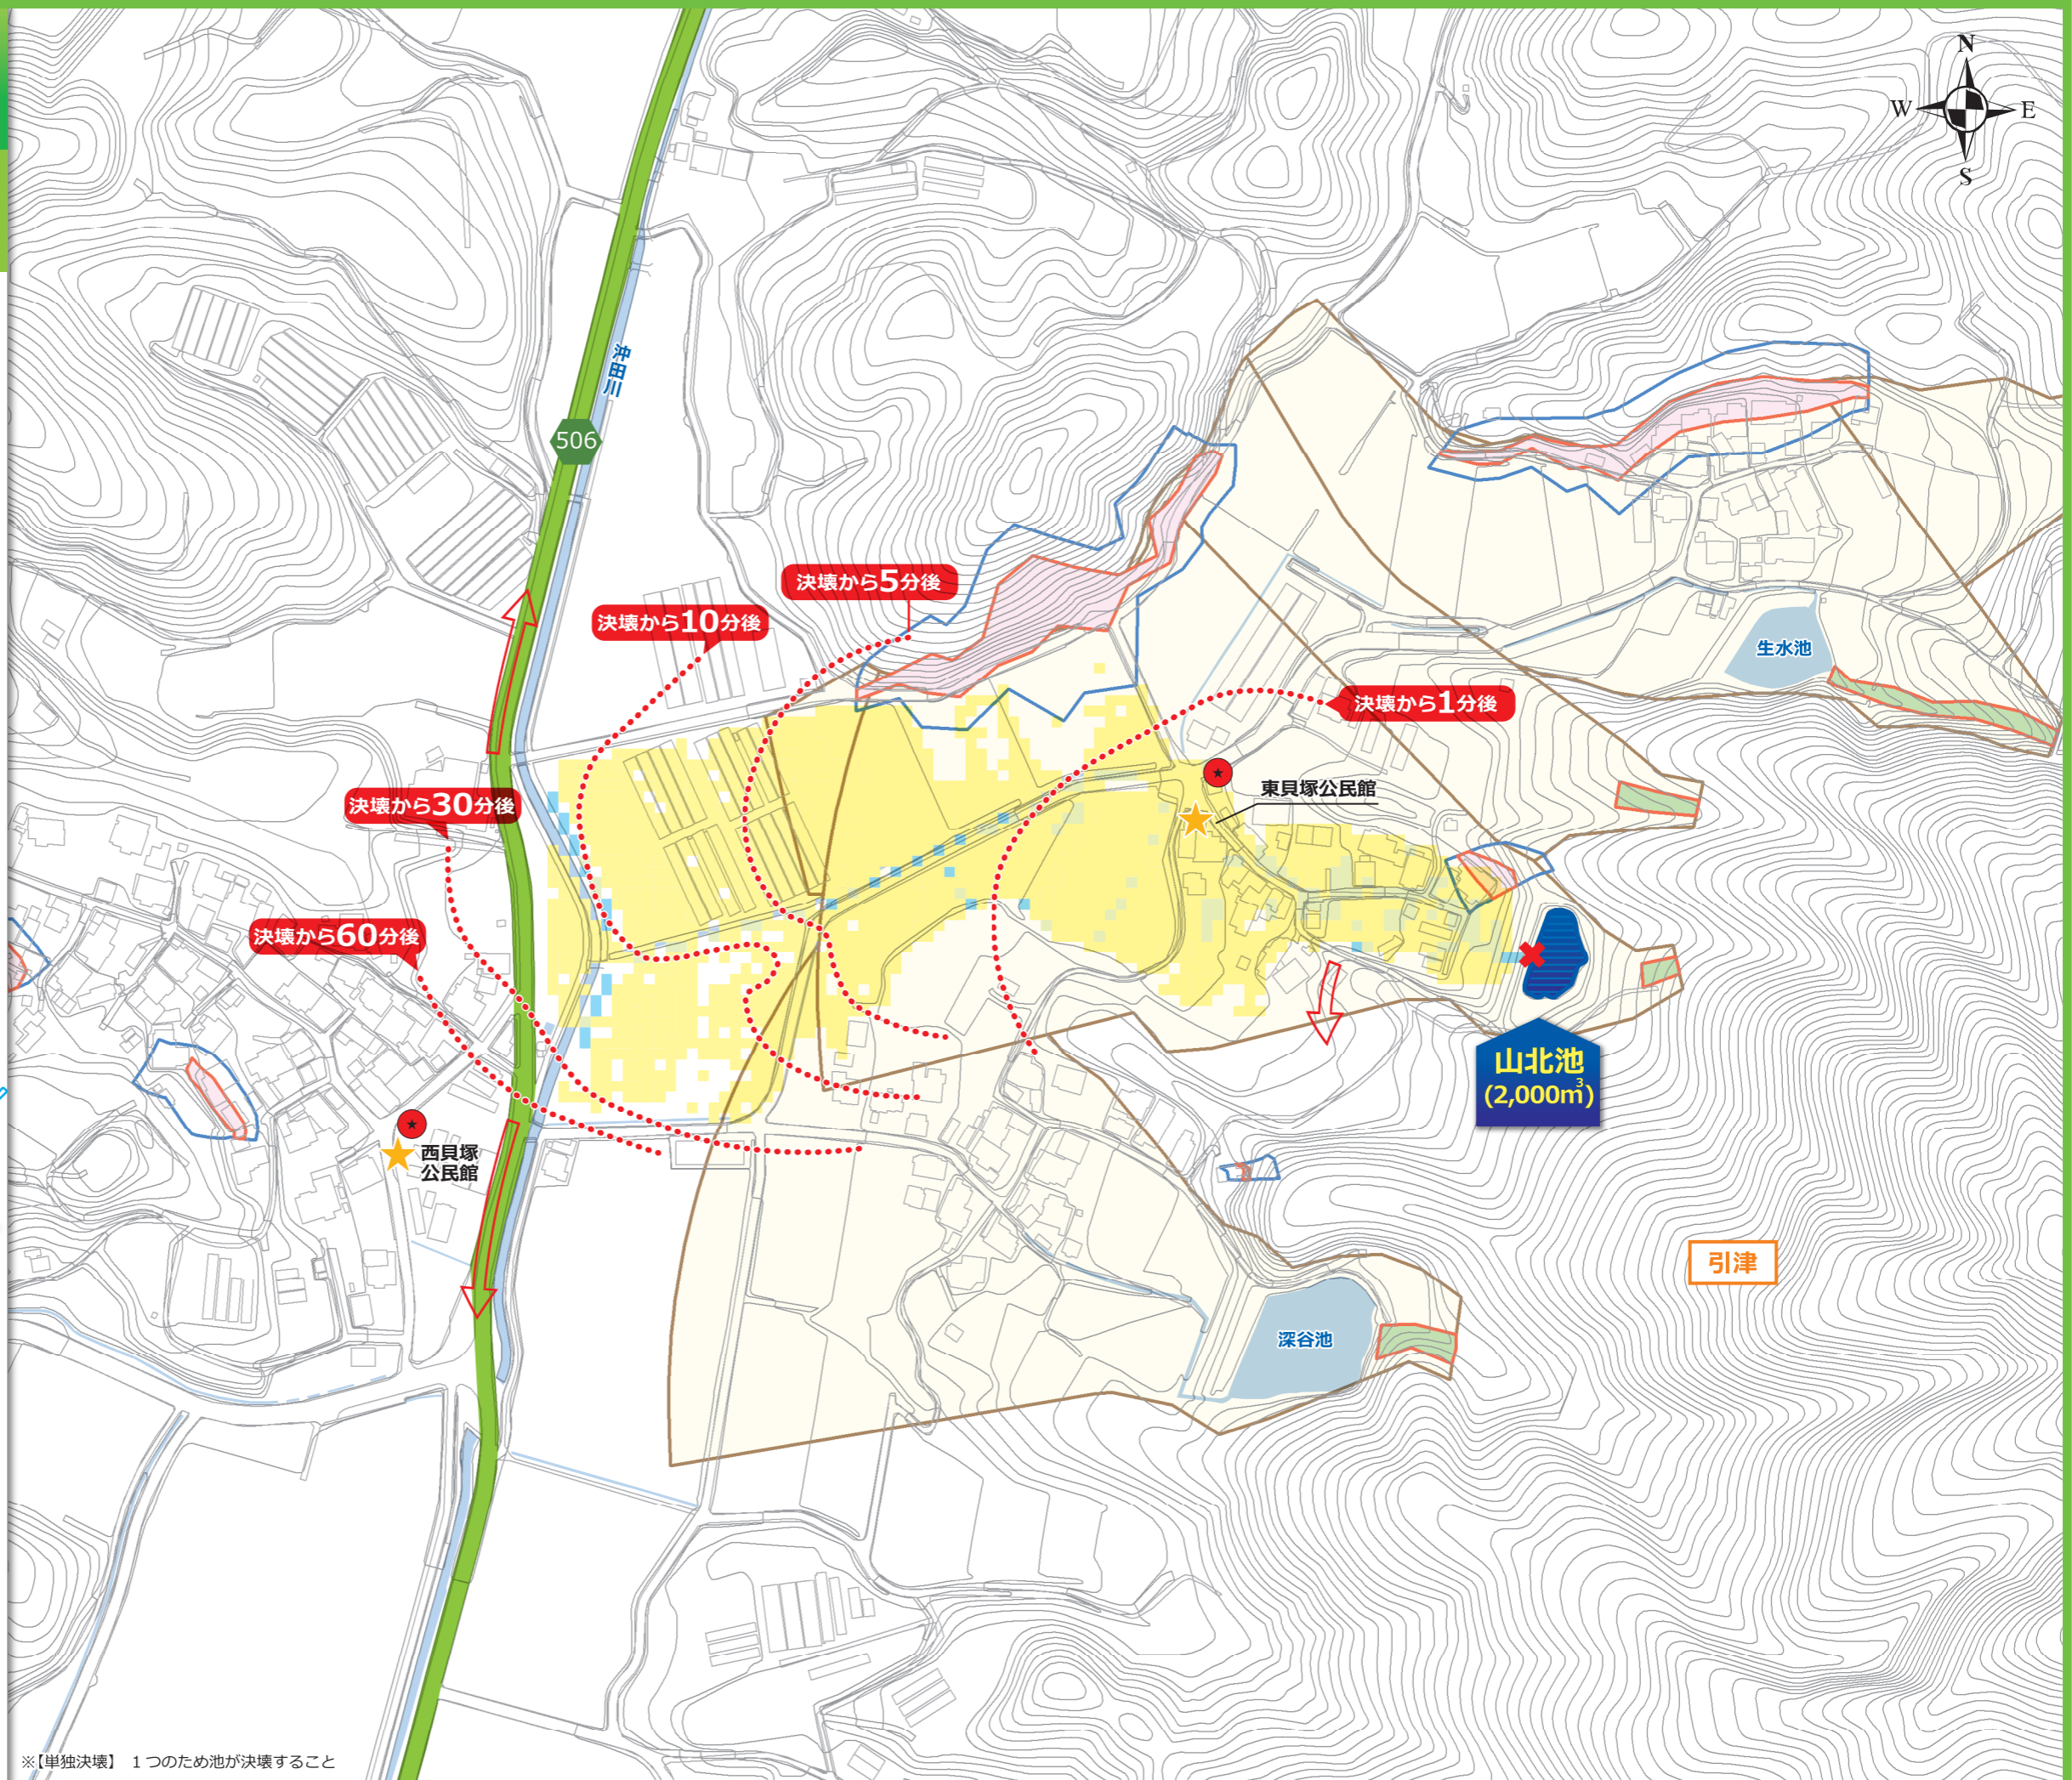 N
W
E
S
沖田川
506
決壊から5分後
決壊から10分後
生水池
決壊から1分後
東貝塚公民館
決壊から30分後
決壊から60分後
山北池
(2,000m³)
西貝塚
公民館
引津
深谷池
※【単独決壊】 1つのため池が決壊すること